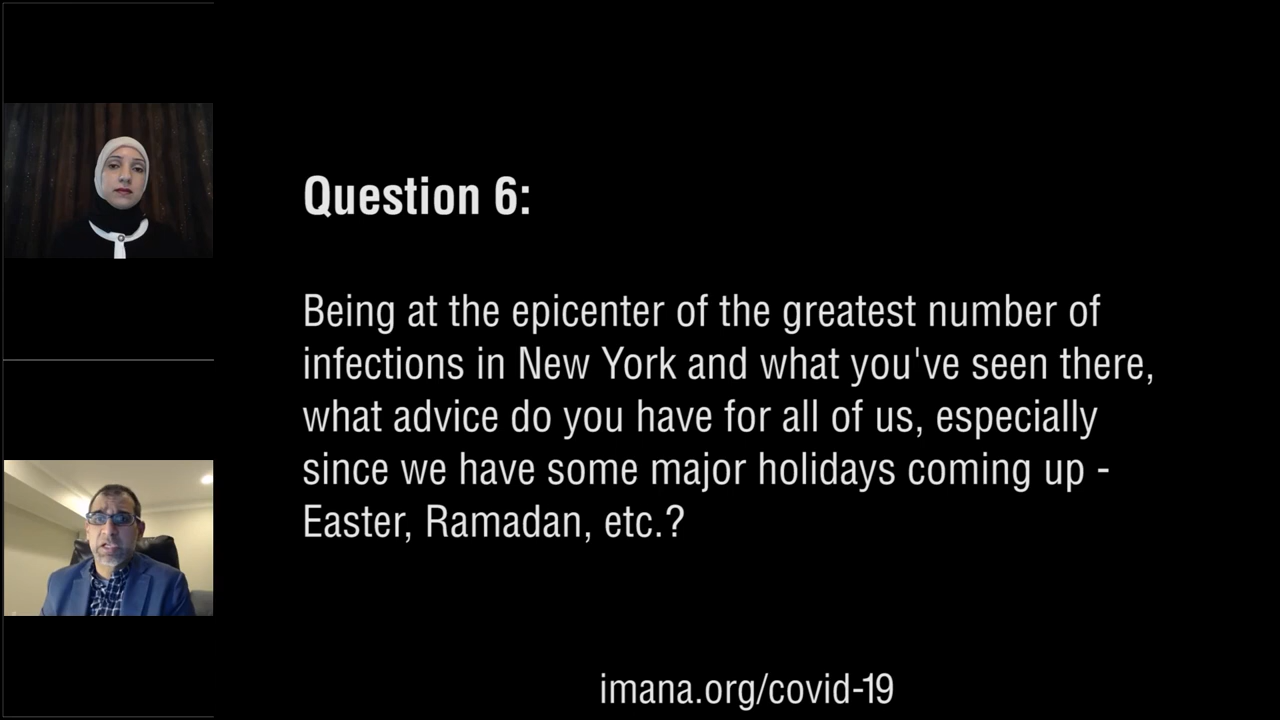 Question 6:
Being at the epicenter of the greatest number of
infections in New York and what you've seen there,
what advice do you have for all of us, especially
since we have some major holidays coming up -
Easter, Ramadan, etc.?
imana.org/covid-19